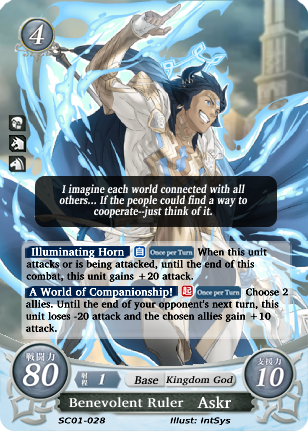 4
I imagine each world connected with all
others... If the people could find a way to
cooperate--just think of it.
Illuminating Horn 自 Once per Turn When this unit
attacks or is being attacked, until the end of this
combat, this unit gains +20 attack.
A World of Companionship! 起 Once per Turn Choose 2
allies. Until the end of your opponent's next turn, this
unit loses -20 attack and the chosen allies gain +10
attack.
戦闘力 80
射程 1
Base Kingdom God
支援力 10
Benevolent Ruler Askr
SC01-028 Illust: IntSys